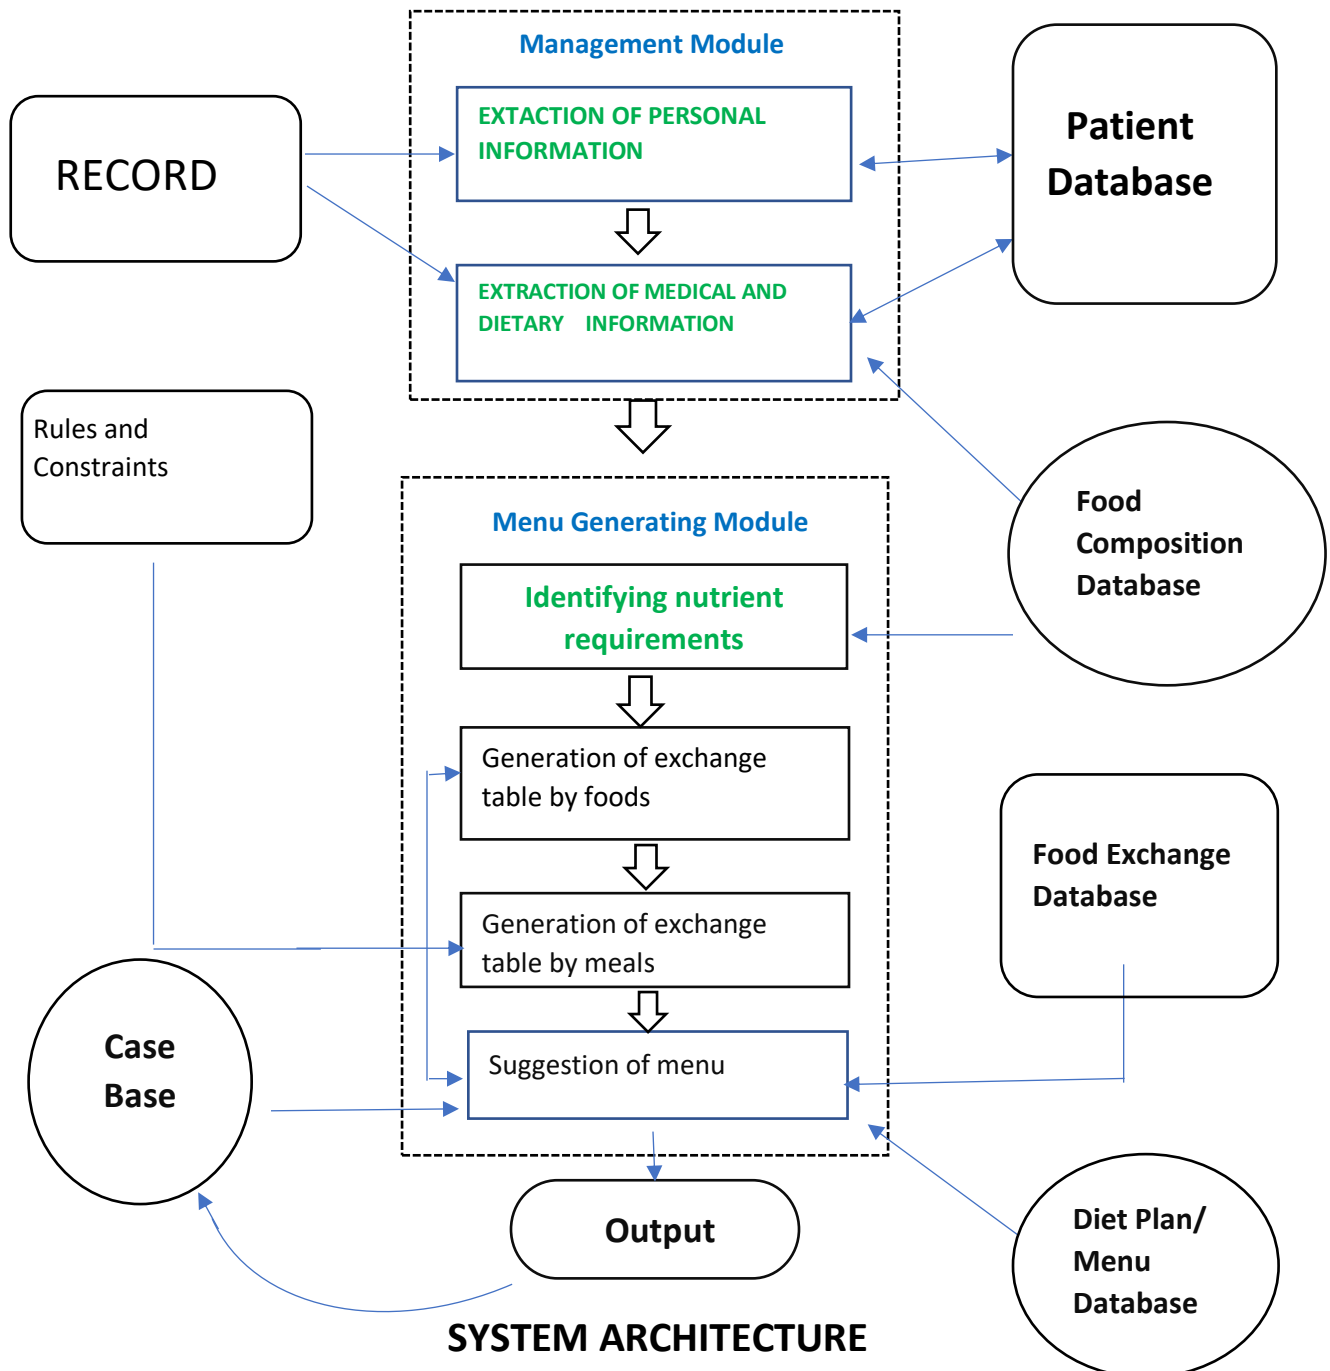 Management Module
EXTACTION OF PERSONAL
INFORMATION
RECORD
Patient
Database
EXTRACTION OF MEDICAL AND
DIETARY INFORMATION
Rules and
Constraints
Menu Generating Module
Food
Composition
Database
Identifying nutrient
requirements
Generation of exchange
table by foods
Food Exchange
Database
Generation of exchange
table by meals
Case
Base
Suggestion of menu
Output
Diet Plan/
Menu
Database
SYSTEM ARCHITECTURE